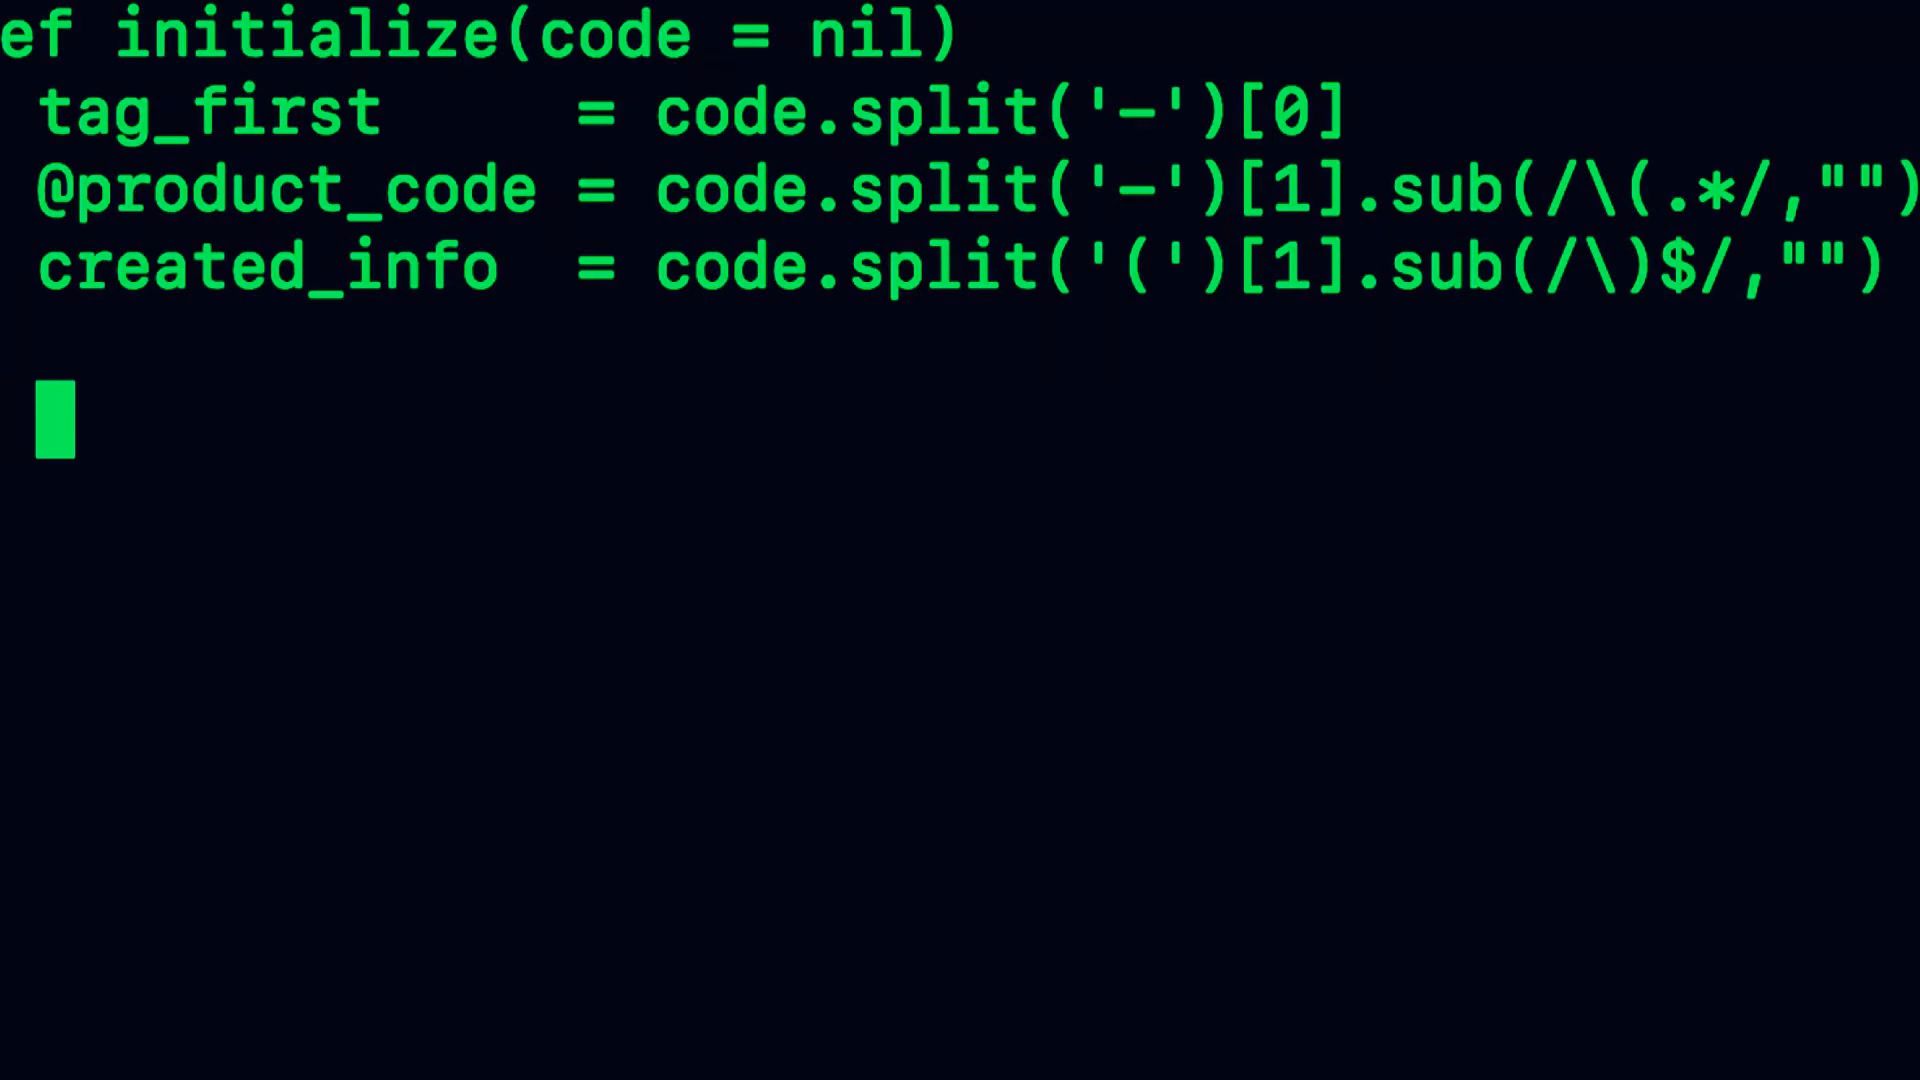 ef initialize(code = nil)
tag_first = code.split('-')[0]
@product_code = code.split('-')[1].sub(/\(.*/,"")
created_info = code.split('(')[1].sub(/\)$/,"")